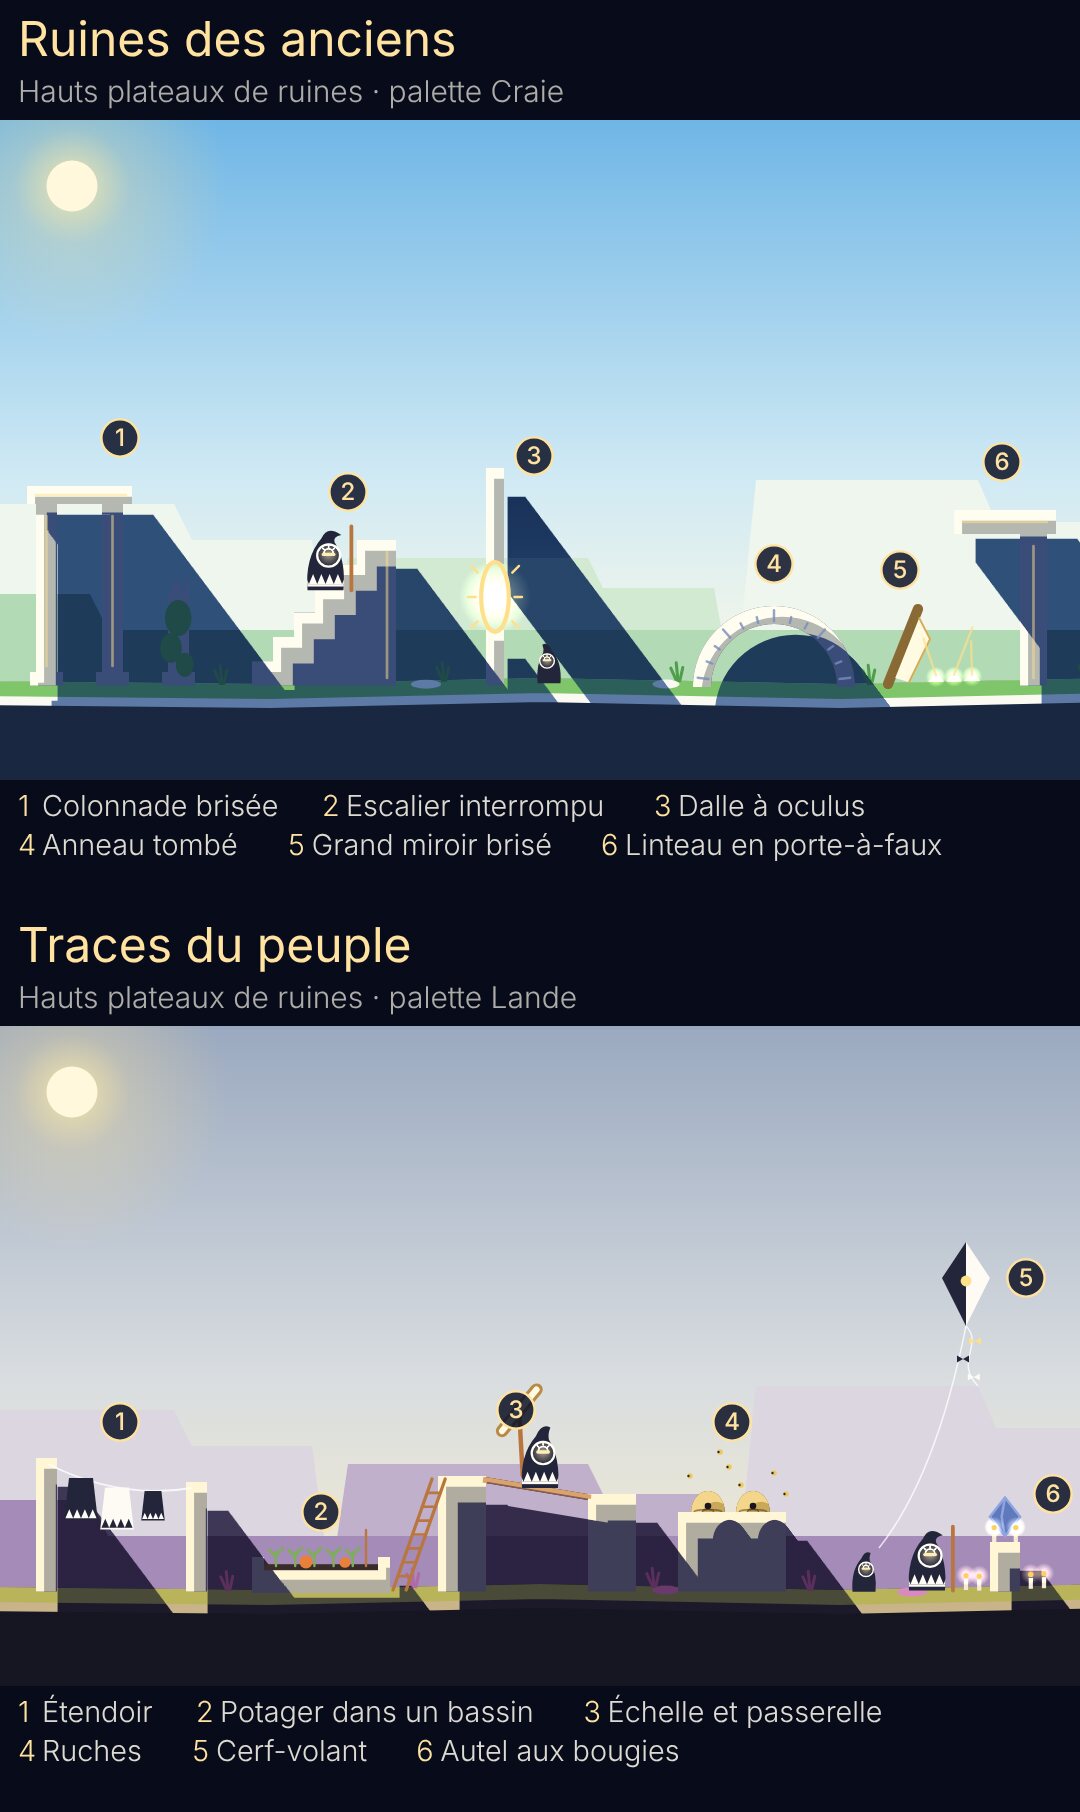 Ruines des anciens
Hauts plateaux de ruines · palette Craie
1
2
3
4
5
6
1 Colonnade brisée 2 Escalier interrompu 3 Dalle à oculus
4 Anneau tombé 5 Grand miroir brisé 6 Linteau en porte-à-faux
Traces du peuple
Hauts plateaux de ruines · palette Lande
1
2
3
4
5
6
1 Étendoir 2 Potager dans un bassin 3 Échelle et passerelle
4 Ruches 5 Cerf-volant 6 Autel aux bougies